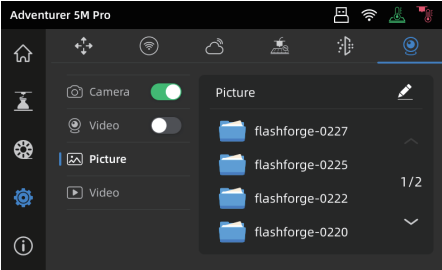 Adventurer 5M Pro
Camera
Video
Picture
Video
Picture
flashforge-0227
flashforge-0225
flashforge-0222
flashforge-0220
1/2